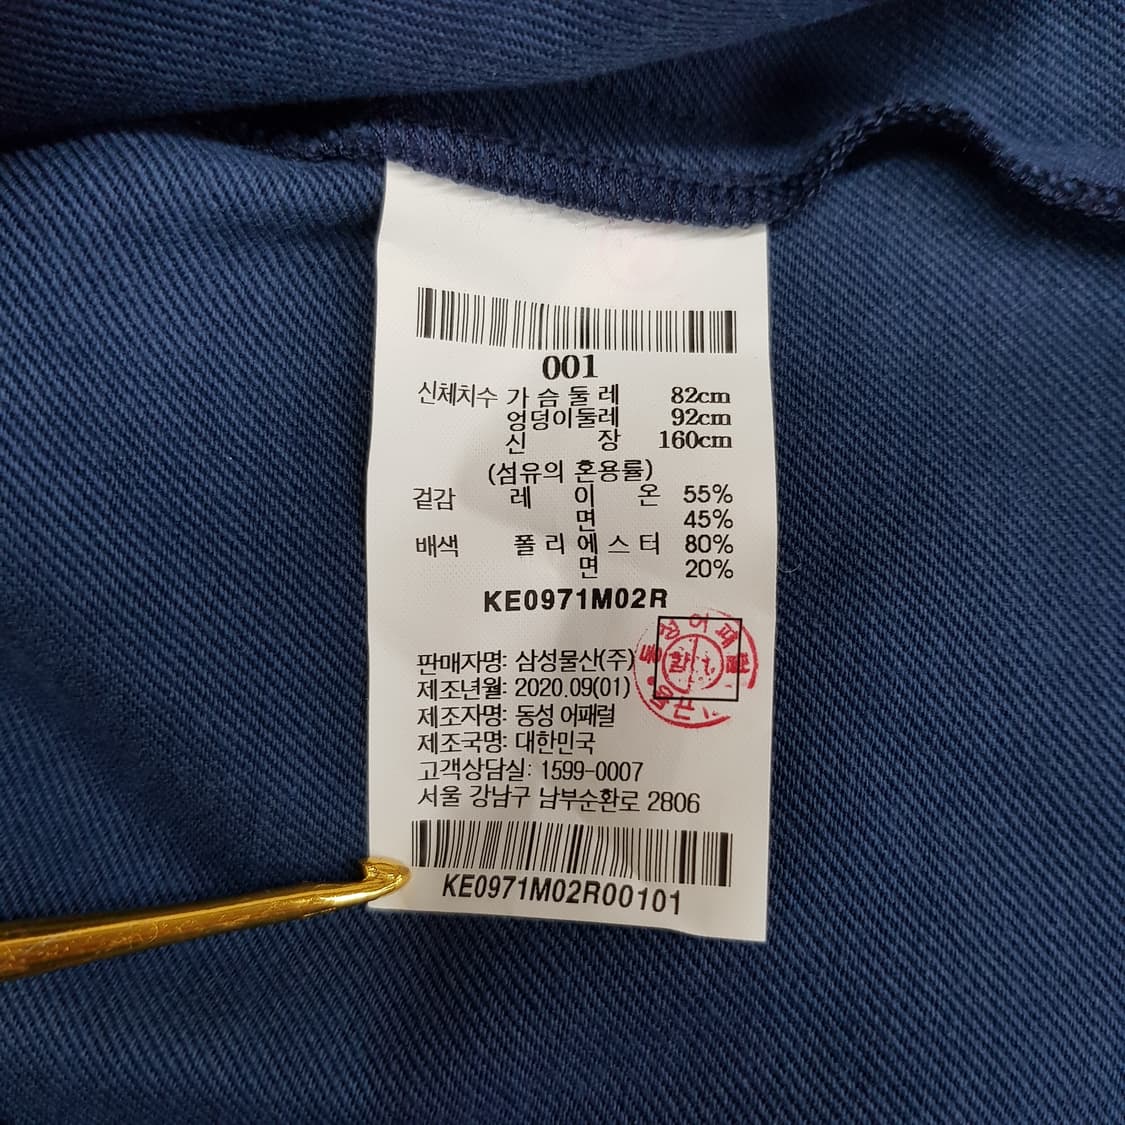 001
신체치수 가슴둘레 82cm
엉덩이둘레 92cm
신장 160cm
(섬유의 혼용률)
겉감 레이온 55%
면 45%
배색 폴리에스터 80%
면 20%
KE0971M02R
판매자명: 삼성물산(주)
제조년월: 2020.09(01)
제조자명: 동성 어패럴
제조국명: 대한민국
고객상담실: 1599-0007
서울 강남구 남부순환로 2806
KE0971M02R00101